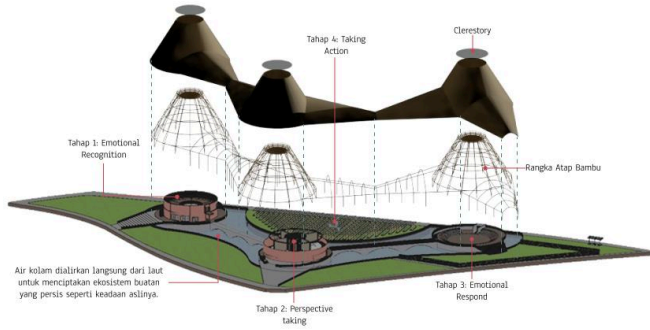 Tahap 4: Taking
Action
Clerestory
Tahap 1: Emotional
Recognition
Rangka Atap Bambu
Air kolam dialirkan langsung dari laut
untuk menciptakan ekosistem buatan
yang persis seperti keadaan aslinya.
Tahap 2: Perspective
taking
Tahap 3: Emotional
Respond